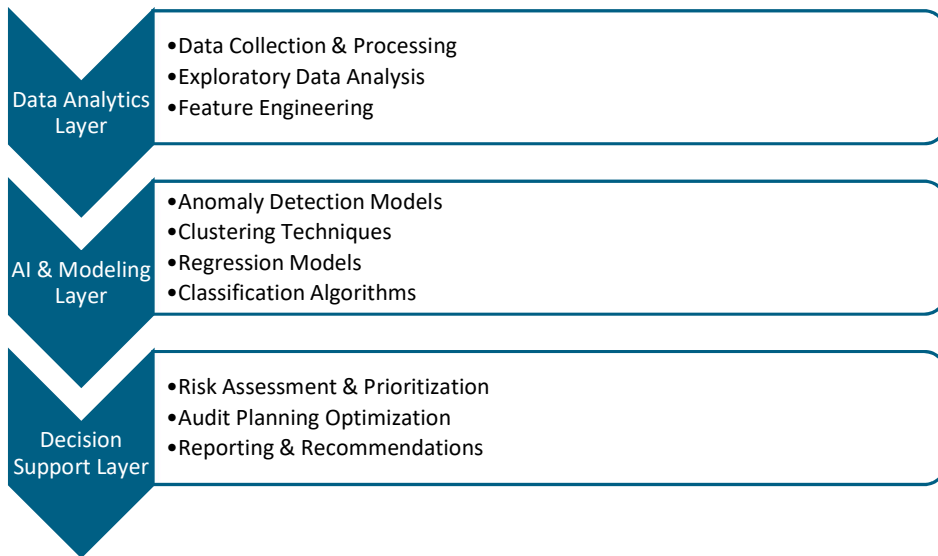 Data Analytics
Layer
•Data Collection & Processing
•Exploratory Data Analysis
•Feature Engineering
AI & Modeling
Layer
•Anomaly Detection Models
•Clustering Techniques
•Regression Models
•Classification Algorithms
Decision
Support Layer
•Risk Assessment & Prioritization
•Audit Planning Optimization
•Reporting & Recommendations